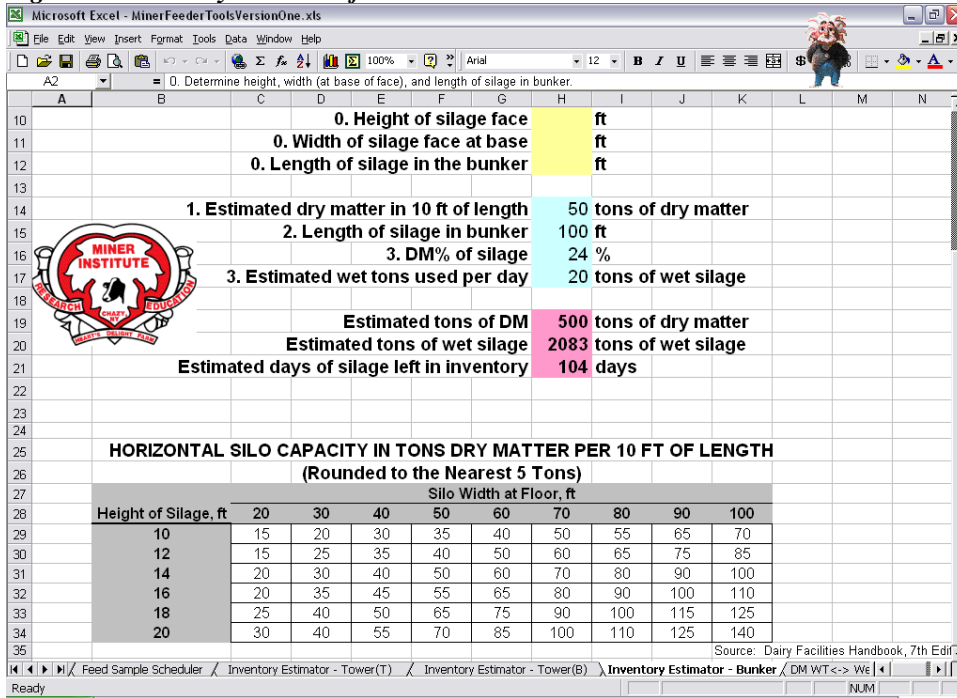 Microsoft Excel - MinerFeederToolsVersionOne.xls
File Edit View Insert Format Tools Data Window Help
100% Arial 12 B I U $
A2 = 0. Determine height, width (at base of face), and length of silage in bunker.
A B C D E F G H I J K L M N
10 0. Height of silage face ft
11 0. Width of silage face at base ft
12 0. Length of silage in the bunker ft
13
14 1. Estimated dry matter in 10 ft of length 50 tons of dry matter
15 2. Length of silage in bunker 100 ft
16 3. DM% of silage 24 %
17 3. Estimated wet tons used per day 20 tons of wet silage
18
MINER INSTITUTE
RESEARCH EDUCATION
CHAZY, NY
HEART'S DELIGHT FARM
19 Estimated tons of DM 500 tons of dry matter
20 Estimated tons of wet silage 2083 tons of wet silage
21 Estimated days of silage left in inventory 104 days
22
23
24
25 HORIZONTAL SILO CAPACITY IN TONS DRY MATTER PER 10 FT OF LENGTH
26 (Rounded to the Nearest 5 Tons)
27 Silo Width at Floor, ft
28 Height of Silage, ft 20 30 40 50 60 70 80 90 100
29 10 15 20 30 35 40 50 55 65 70
30 12 15 25 35 40 50 60 65 75 85
31 14 20 30 40 50 60 70 80 90 100
32 16 20 35 45 55 65 80 90 100 110
33 18 25 40 50 65 75 90 100 115 125
34 20 30 40 55 70 85 100 110 125 140
35 Source: Dairy Facilities Handbook, 7th Edit
Feed Sample Scheduler Inventory Estimator - Tower(T) Inventory Estimator - Tower(B) Inventory Estimator - Bunker DM WT<-> We
Ready NUM